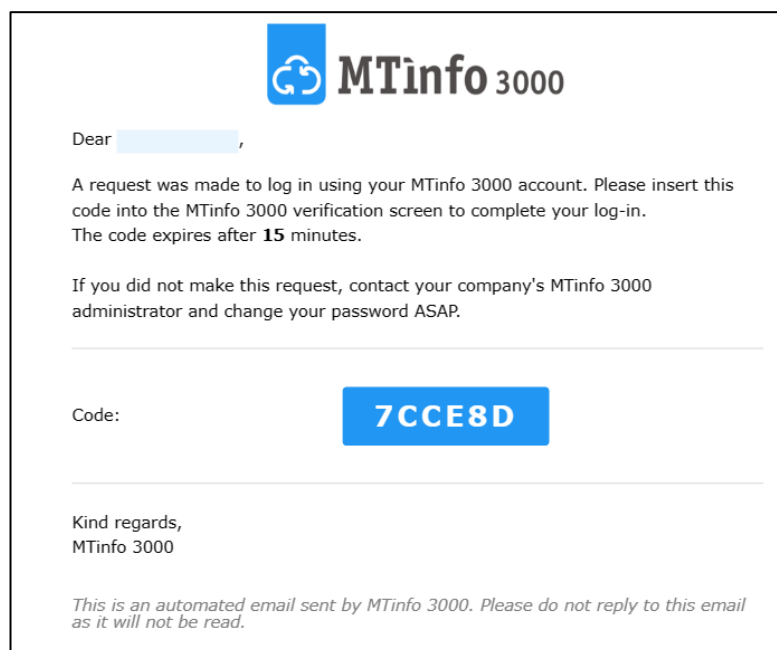 MTinfo 3000
Dear ,
A request was made to log in using your MTinfo 3000 account. Please insert this
code into the MTinfo 3000 verification screen to complete your log-in.
The code expires after 15 minutes.
If you did not make this request, contact your company's MTinfo 3000
administrator and change your password ASAP.
Code: 7CCE8D
Kind regards,
MTinfo 3000
This is an automated email sent by MTinfo 3000. Please do not reply to this email
as it will not be read.